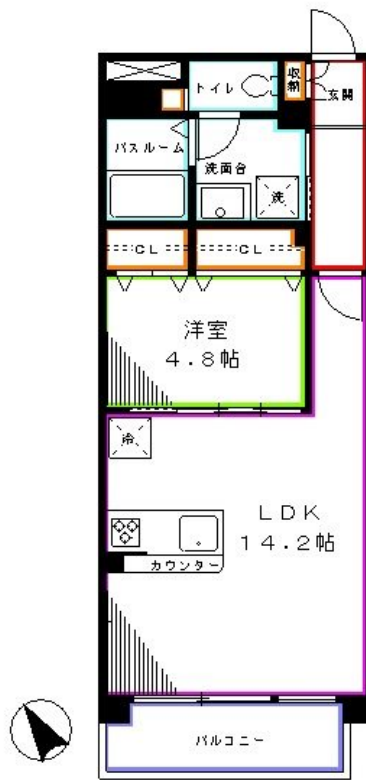 トイレ
収納
玄関
バスルーム
洗面台
洗
CL
CL
洋室
4.8帖
冷
LDK
14.2帖
カウンター
バルコニー